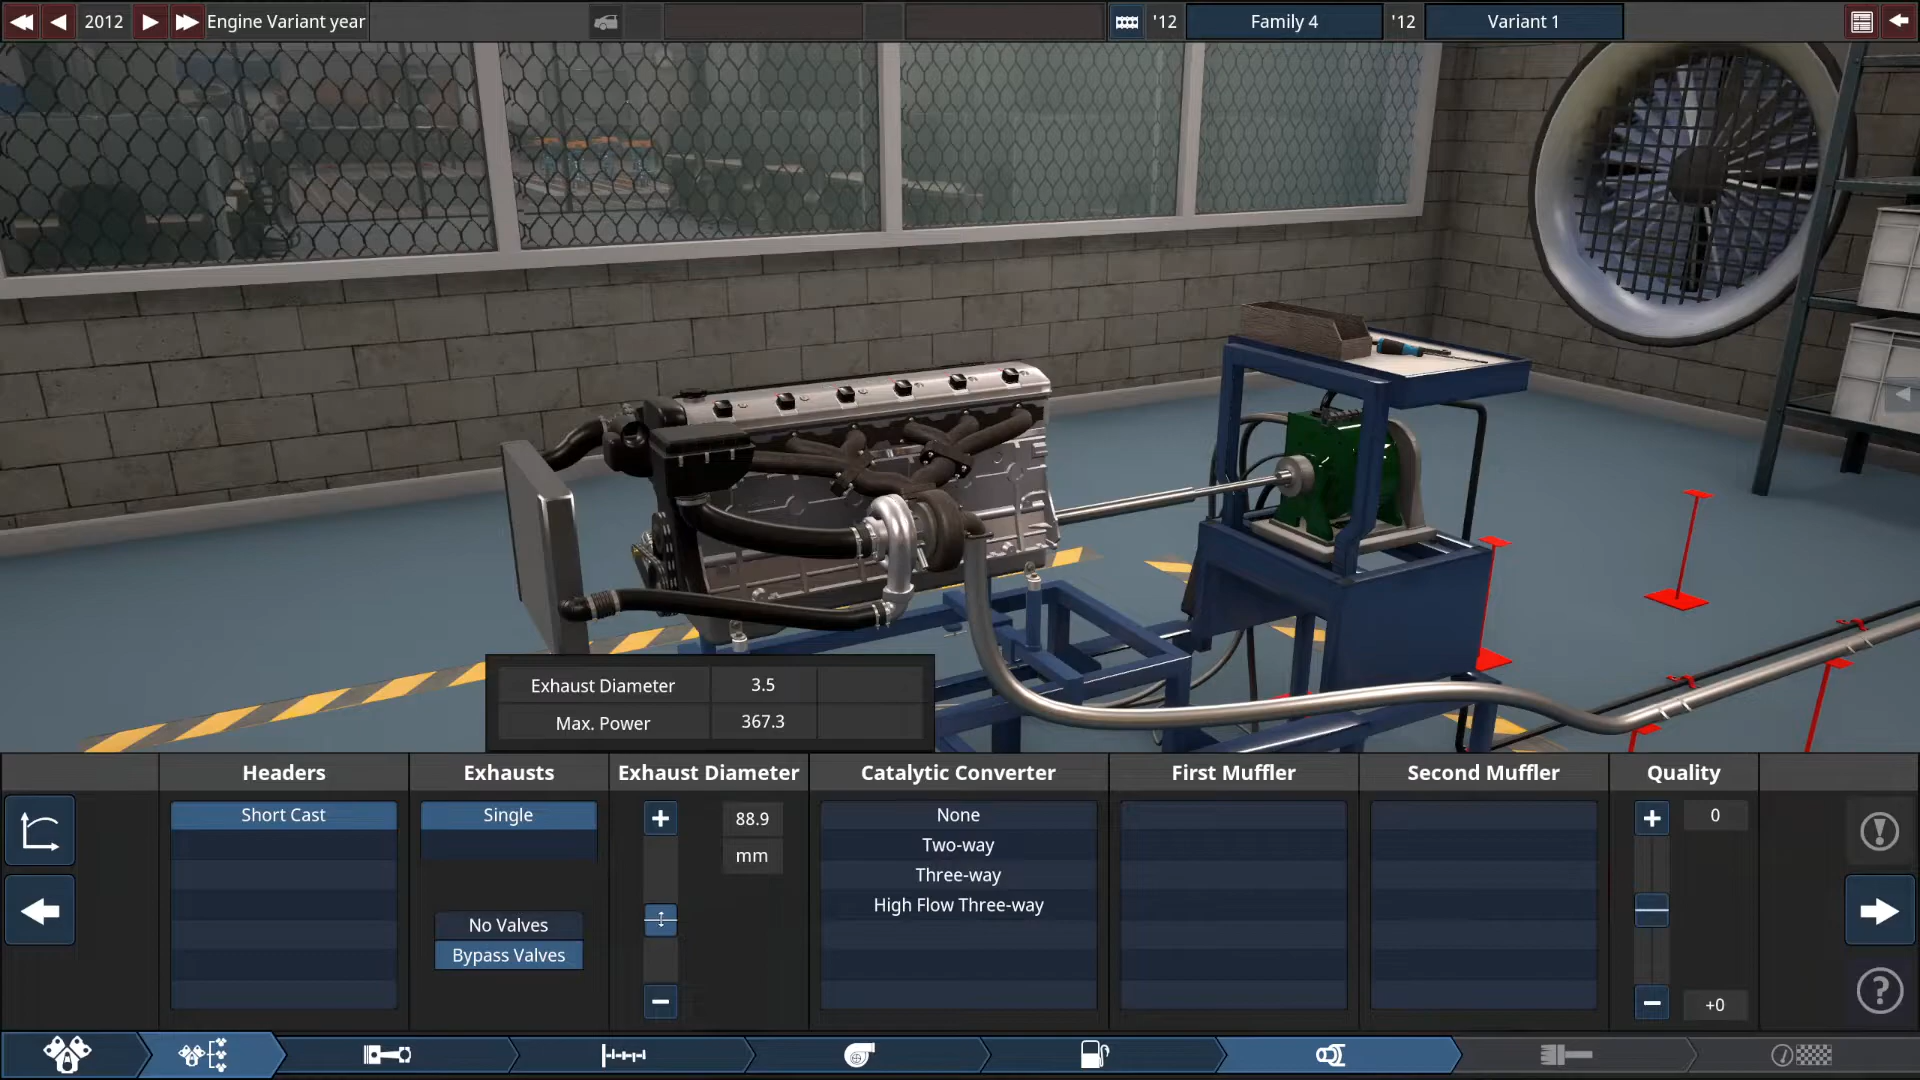 2012 Engine Variant year '12 Family 4 '12 Variant 1
Exhaust Diameter 3.5
Max. Power 367.3
Headers Exhausts Exhaust Diameter Catalytic Converter First Muffler Second Muffler Quality
Short Cast
Single
No Valves
Bypass Valves
88.9
mm
None
Two-way
Three-way
High Flow Three-way
0
+0